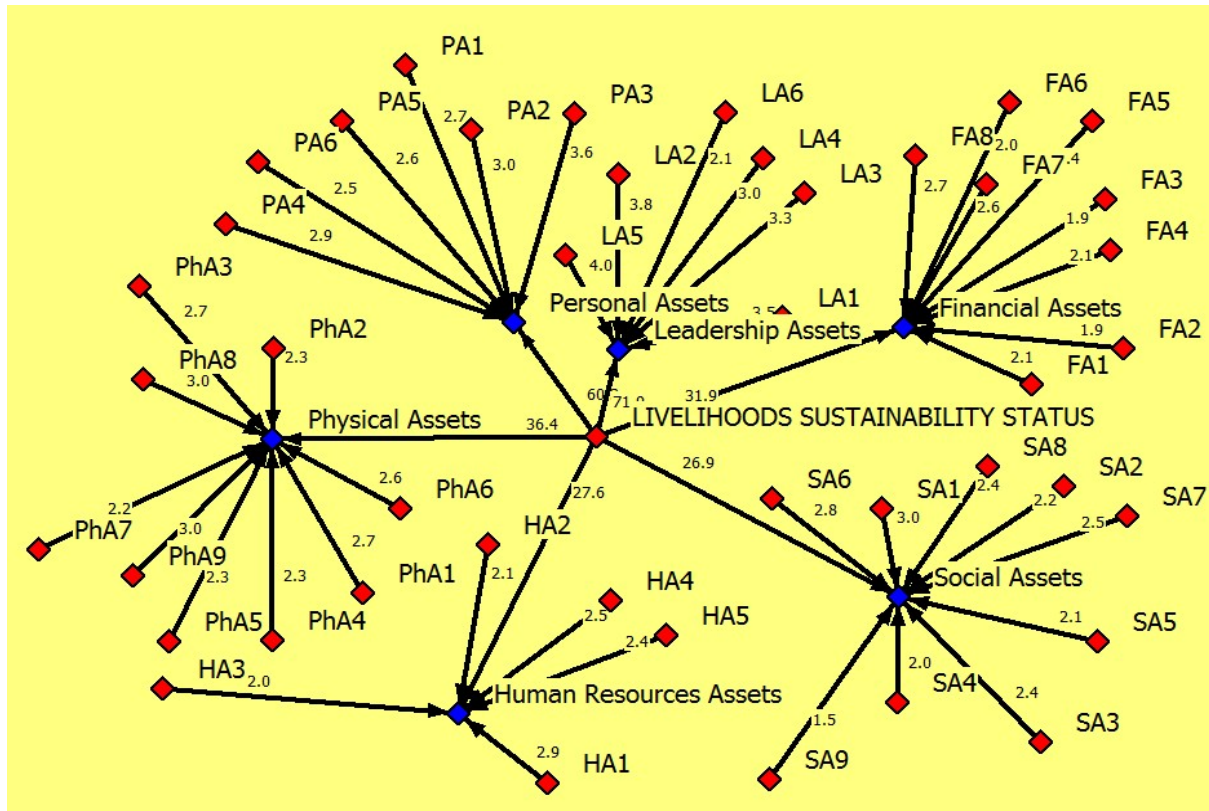 PA1
FA6
LA6
PA3
FA5
PA5
2.7
PA2
2.0
FA8
LA4
PA6
2.6
3.0
3.6
LA2
2.1
FA7
LA3
2.5
3.8
3.0
2.7
2.6
FA3
PA4
3.3
1.9
2.9
LA5
FA4
PhA3
4.0
2.1
2.7
Personal Assets
LA1
Financial Assets
PhA2
Leadership Assets
1.9
FA2
PhA8
2.3
2.1
FA1
3.0
31.9
Physical Assets
36.4
LIVELIHOODS SUSTAINABILITY STATUS
26.9
SA8
27.6
SA6
SA1
2.4
SA2
2.6
PhA6
2.8
3.0
2.2
SA7
2.2
PhA7
3.0
HA2
2.5
PhA9
2.7
PhA1
2.1
HA4
Social Assets
2.3
2.3
2.5
PhA5
PhA4
HA5
2.1
SA5
2.4
HA3
2.0
2.0
SA4
Human Resources Assets
2.4
SA3
1.5
2.9
HA1
SA9